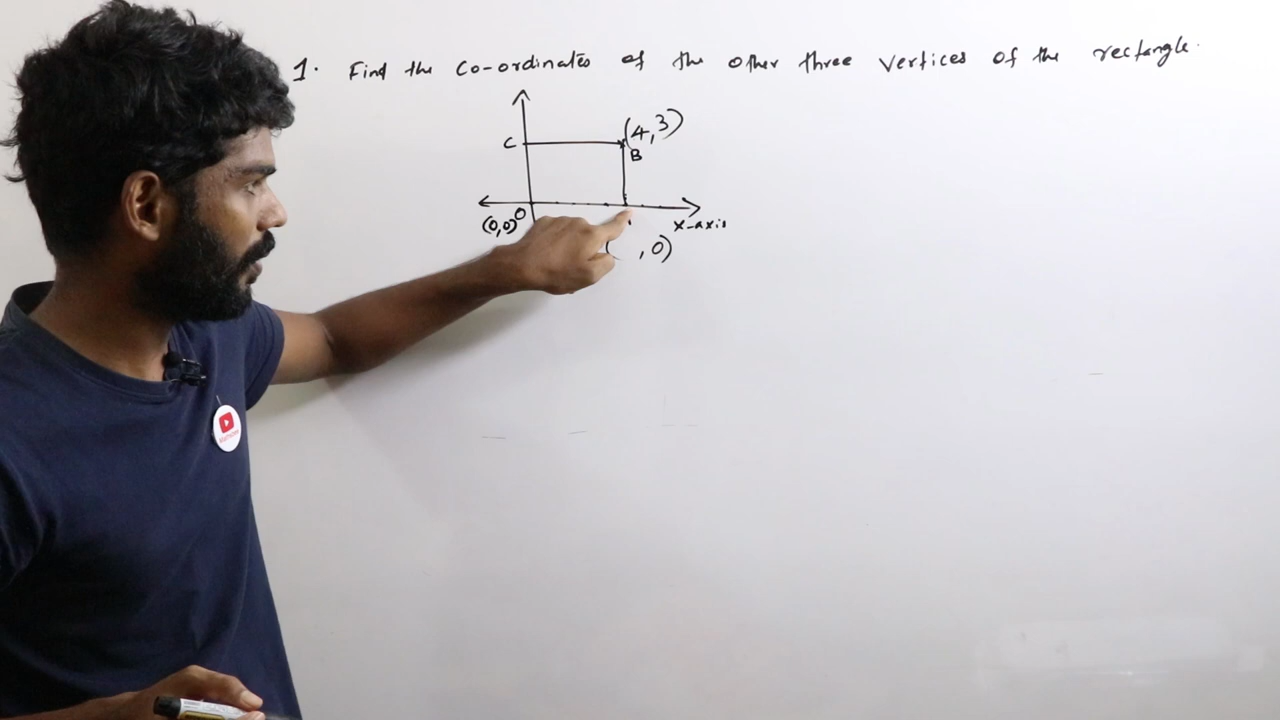 1. Find the Co-ordinates of the other three vertices of the rectangle.
(4,3)
C
B
O
(0,0)
X-axis
( ,0)